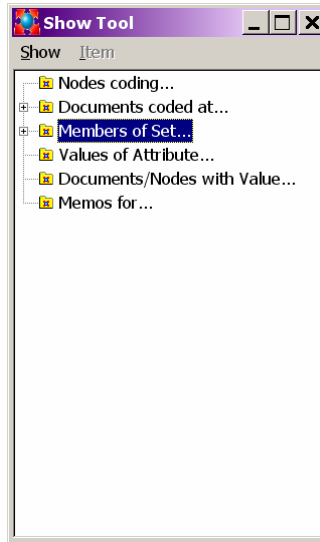 Show Tool
Show Item
Nodes coding...
Documents coded at...
Members of Set...
Values of Attribute...
Documents/Nodes with Value...
Memos for...